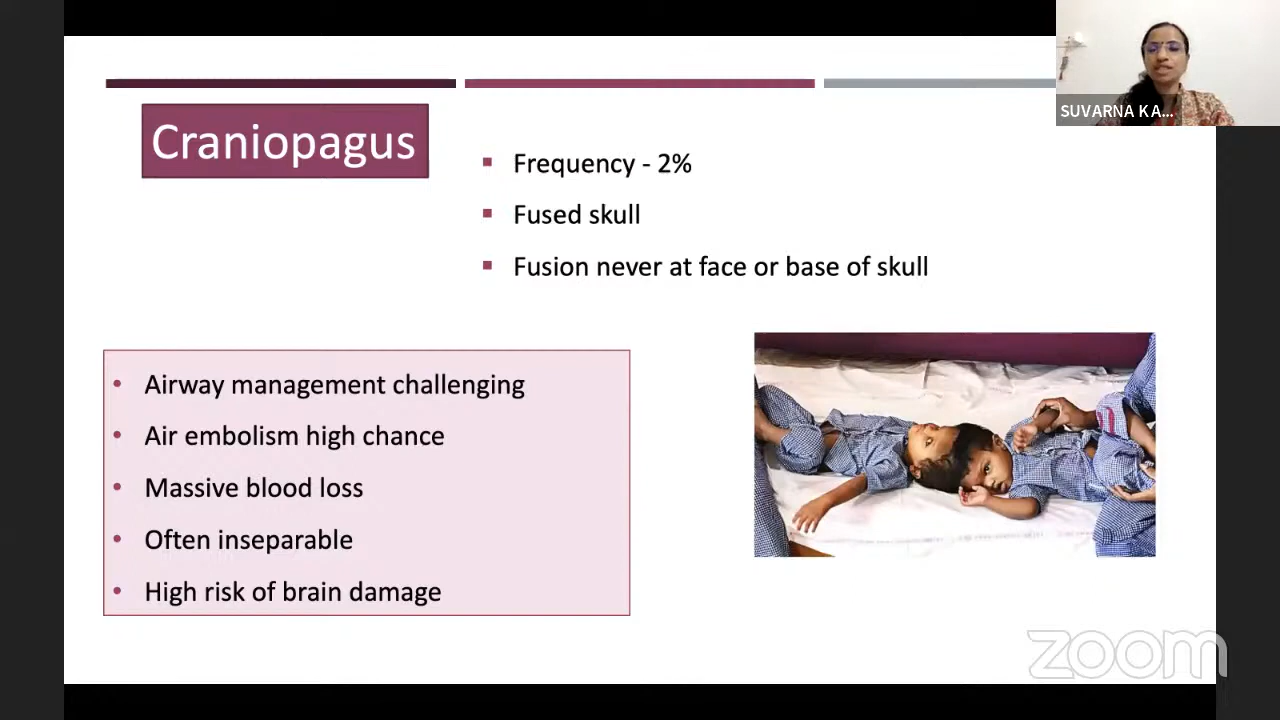 SUVARNA K A...
Craniopagus
▪ Frequency - 2%
▪ Fused skull
▪ Fusion never at face or base of skull
• Airway management challenging
• Air embolism high chance
• Massive blood loss
• Often inseparable
• High risk of brain damage
zoom